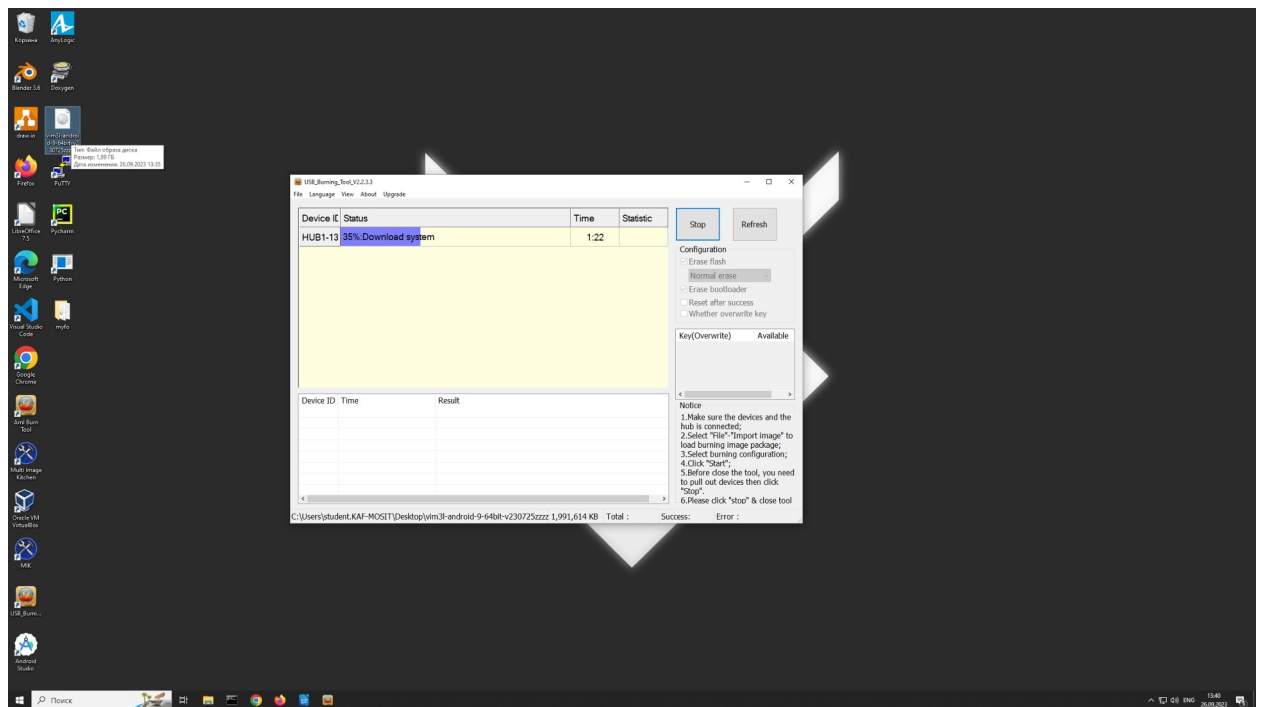 Корзина
AnyLogic
Blender 3.6
Doxygen
draw.io
vim3l-androi
d-9-64bit-v2
30725zzzz
Тип: Файл образа диска
Размер: 1,89 ГБ
Дата изменения: 26.09.2023 13:35
Firefox
PuTTY
LibreOffice
7.5
Pycharm
Microsoft
Edge
Python
Visual Studio
Code
myfo
Google
Chrome
Aml Burn
Tool
Multi Image
Kitchen
Oracle VM
VirtualBox
MiK
USB_Burni...
Android
Studio
USB_Burning_Tool_V2.2.3.3
File Language View About Upgrade
Device ID Status Time Statistic
HUB1-13 35%:Download system 1:22
Stop Refresh
Configuration
Erase flash
Normal erase
Erase bootloader
Reset after success
Whether overwrite key
Key(Overwrite) Available
Device ID Time Result
Notice
1.Make sure the devices and the
hub is connected;
2.Select "File"-"Import image" to
load burning image package;
3.Select burning configuration;
4.Click "Start";
5.Before close the tool, you need
to pull out devices then click
"Stop".
6.Please click "stop" & close tool
C:\Users\student.KAF-MOSIT\Desktop\vim3l-android-9-64bit-v230725zzzz 1,991,614 KB Total : Success: Error :
Поиск
ENG
13:40
26.09.2023